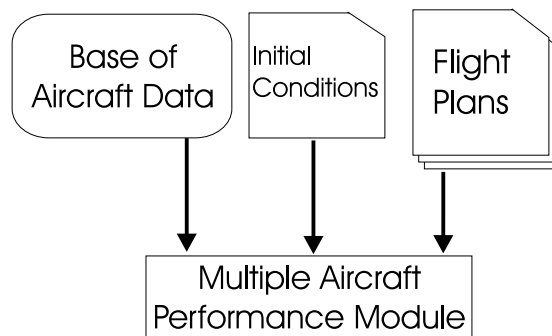 Base of
Aircraft Data
Initial
Conditions
Flight
Plans
Multiple Aircraft
Performance Module